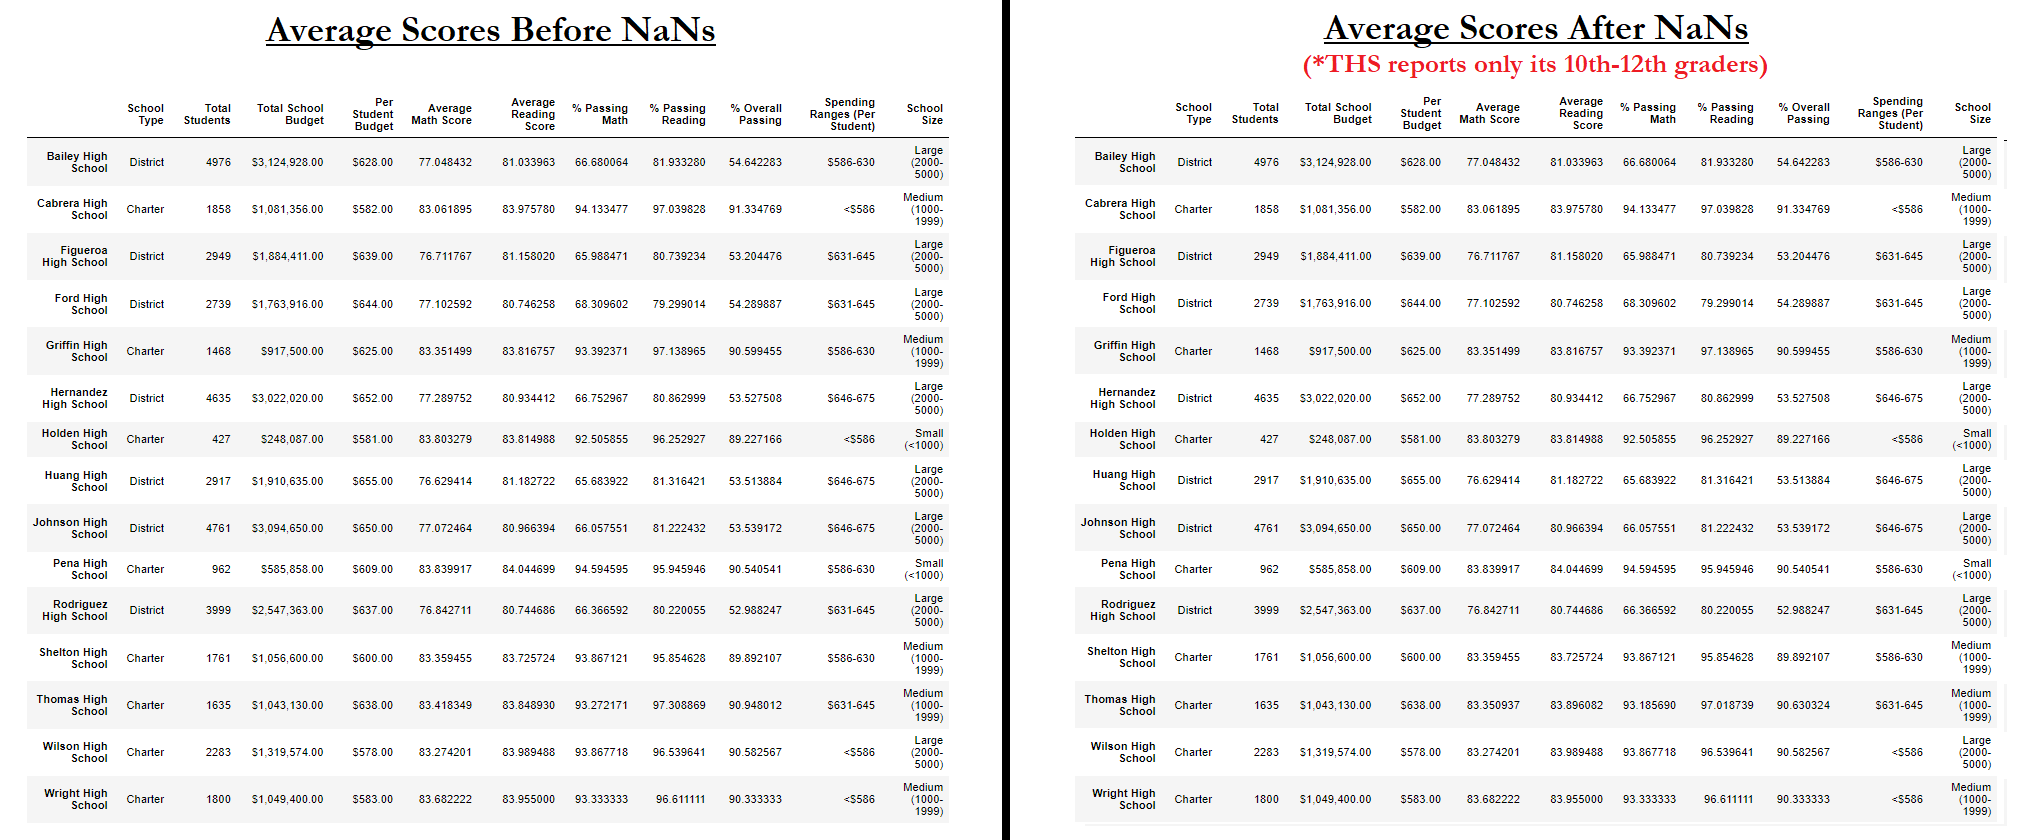 Average Scores Before NaNs
School Type Total Students Total School Budget Per Student Budget Average Math Score Average Reading Score % Passing Math % Passing Reading % Overall Passing Spending Ranges (Per Student) School Size
Bailey High School District 4976 $3,124,928.00 $628.00 77.048432 81.033963 66.680064 81.933280 54.642283 $586-630 Large (2000-5000)
Cabrera High School Charter 1858 $1,081,356.00 $582.00 83.061895 83.975780 94.133477 97.039828 91.334769 <$586 Medium (1000-1999)
Figueroa High School District 2949 $1,884,411.00 $639.00 76.711767 81.158020 65.988471 80.739234 53.204476 $631-645 Large (2000-5000)
Ford High School District 2739 $1,763,916.00 $644.00 77.102592 80.746258 68.309602 79.299014 54.289887 $631-645 Large (2000-5000)
Griffin High School Charter 1468 $917,500.00 $625.00 83.351499 83.816757 93.392371 97.138965 90.599455 $586-630 Medium (1000-1999)
Hernandez High School District 4635 $3,022,020.00 $652.00 77.289752 80.934412 66.752967 80.862999 53.527508 $646-675 Large (2000-5000)
Holden High School Charter 427 $248,087.00 $581.00 83.803279 83.814988 92.505855 96.252927 89.227166 <$586 Small (<1000)
Huang High School District 2917 $1,910,635.00 $655.00 76.629414 81.182722 65.683922 81.316421 53.513884 $646-675 Large (2000-5000)
Johnson High School District 4761 $3,094,650.00 $650.00 77.072464 80.966394 66.057551 81.222432 53.539172 $646-675 Large (2000-5000)
Pena High School Charter 962 $585,858.00 $609.00 83.839917 84.044699 94.594595 95.945946 90.540541 $586-630 Small (<1000)
Rodriguez High School District 3999 $2,547,363.00 $637.00 76.842711 80.744686 66.366592 80.220055 52.988247 $631-645 Large (2000-5000)
Shelton High School Charter 1761 $1,056,600.00 $600.00 83.359455 83.725724 93.867121 95.854628 89.892107 $586-630 Medium (1000-1999)
Thomas High School Charter 1635 $1,043,130.00 $638.00 83.418349 83.848930 93.272171 97.308869 90.948012 $631-645 Medium (1000-1999)
Wilson High School Charter 2283 $1,319,574.00 $578.00 83.274201 83.989488 93.867718 96.539641 90.582567 <$586 Large (2000-5000)
Wright High School Charter 1800 $1,049,400.00 $583.00 83.682222 83.955000 93.333333 96.611111 90.333333 <$586 Medium (1000-1999)
Average Scores After NaNs
(*THS reports only its 10th-12th graders)
School Type Total Students Total School Budget Per Student Budget Average Math Score Average Reading Score % Passing Math % Passing Reading % Overall Passing Spending Ranges (Per Student) School Size
Bailey High School District 4976 $3,124,928.00 $628.00 77.048432 81.033963 66.680064 81.933280 54.642283 $586-630 Large (2000-5000)
Cabrera High School Charter 1858 $1,081,356.00 $582.00 83.061895 83.975780 94.133477 97.039828 91.334769 <$586 Medium (1000-1999)
Figueroa High School District 2949 $1,884,411.00 $639.00 76.711767 81.158020 65.988471 80.739234 53.204476 $631-645 Large (2000-5000)
Ford High School District 2739 $1,763,916.00 $644.00 77.102592 80.746258 68.309602 79.299014 54.289887 $631-645 Large (2000-5000)
Griffin High School Charter 1468 $917,500.00 $625.00 83.351499 83.816757 93.392371 97.138965 90.599455 $586-630 Medium (1000-1999)
Hernandez High School District 4635 $3,022,020.00 $652.00 77.289752 80.934412 66.752967 80.862999 53.527508 $646-675 Large (2000-5000)
Holden High School Charter 427 $248,087.00 $581.00 83.803279 83.814988 92.505855 96.252927 89.227166 <$586 Small (<1000)
Huang High School District 2917 $1,910,635.00 $655.00 76.629414 81.182722 65.683922 81.316421 53.513884 $646-675 Large (2000-5000)
Johnson High School District 4761 $3,094,650.00 $650.00 77.072464 80.966394 66.057551 81.222432 53.539172 $646-675 Large (2000-5000)
Pena High School Charter 962 $585,858.00 $609.00 83.839917 84.044699 94.594595 95.945946 90.540541 $586-630 Small (<1000)
Rodriguez High School District 3999 $2,547,363.00 $637.00 76.842711 80.744686 66.366592 80.220055 52.988247 $631-645 Large (2000-5000)
Shelton High School Charter 1761 $1,056,600.00 $600.00 83.359455 83.725724 93.867121 95.854628 89.892107 $586-630 Medium (1000-1999)
Thomas High School Charter 1635 $1,043,130.00 $638.00 83.350937 83.896082 93.185690 97.018739 90.630324 $631-645 Medium (1000-1999)
Wilson High School Charter 2283 $1,319,574.00 $578.00 83.274201 83.989488 93.867718 96.539641 90.582567 <$586 Large (2000-5000)
Wright High School Charter 1800 $1,049,400.00 $583.00 83.682222 83.955000 93.333333 96.611111 90.333333 <$586 Medium (1000-1999)